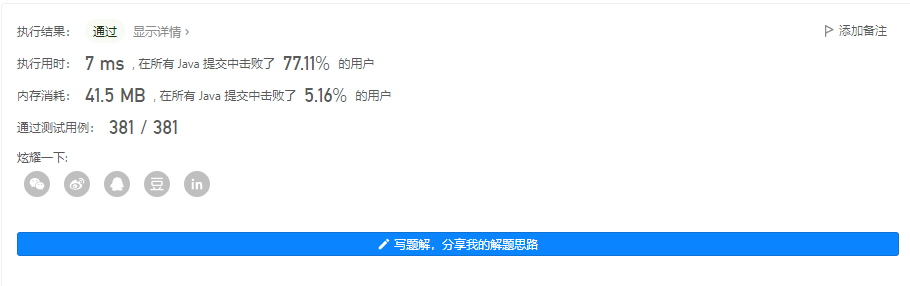 执行结果： 通过 显示详情 › 添加备注
执行用时： 7 ms , 在所有 Java 提交中击败了 77.11% 的用户
内存消耗： 41.5 MB , 在所有 Java 提交中击败了 5.16% 的用户
通过测试用例： 381 / 381
炫耀一下:
豆 in
写题解，分享我的解题思路